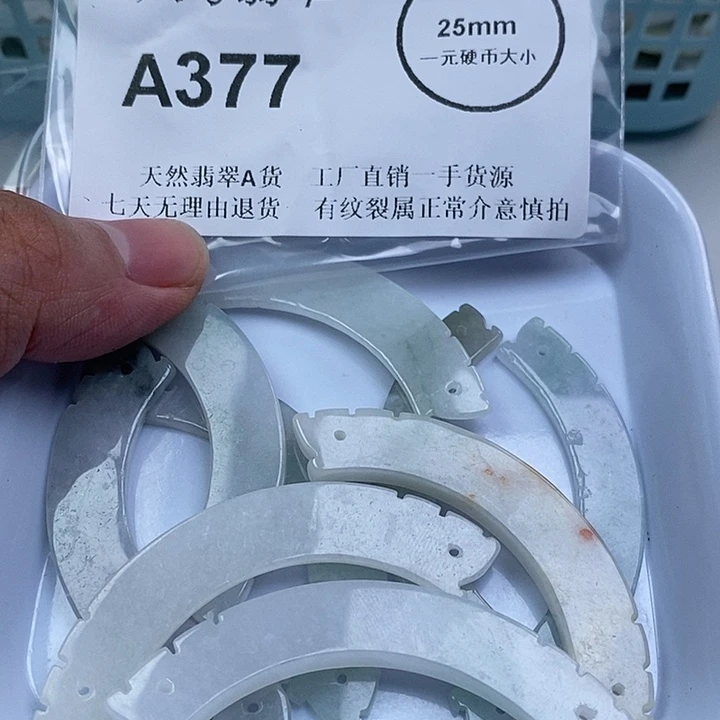 25mm
一元硬币大小
A377
天然翡翠A货 工厂直销一手货源
七天无理由退货 有纹裂属正常介意慎拍